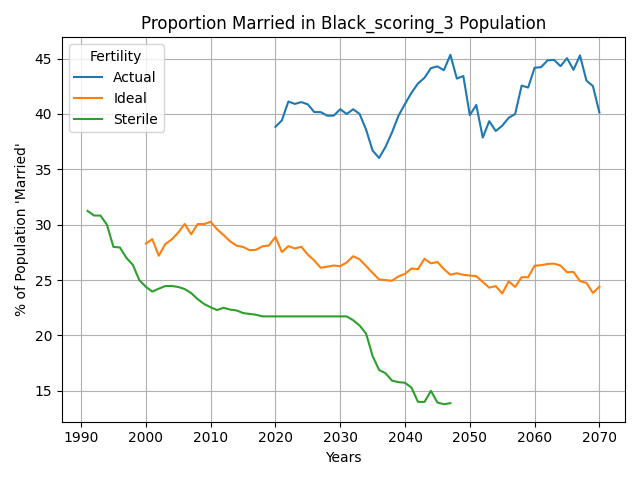 Proportion Married in Black_scoring_3 Population
% of Population 'Married'
45
40
35
30
25
20
15
Fertility
Actual
Ideal
Sterile
1990 2000 2010 2020 2030 2040 2050 2060 2070
Years